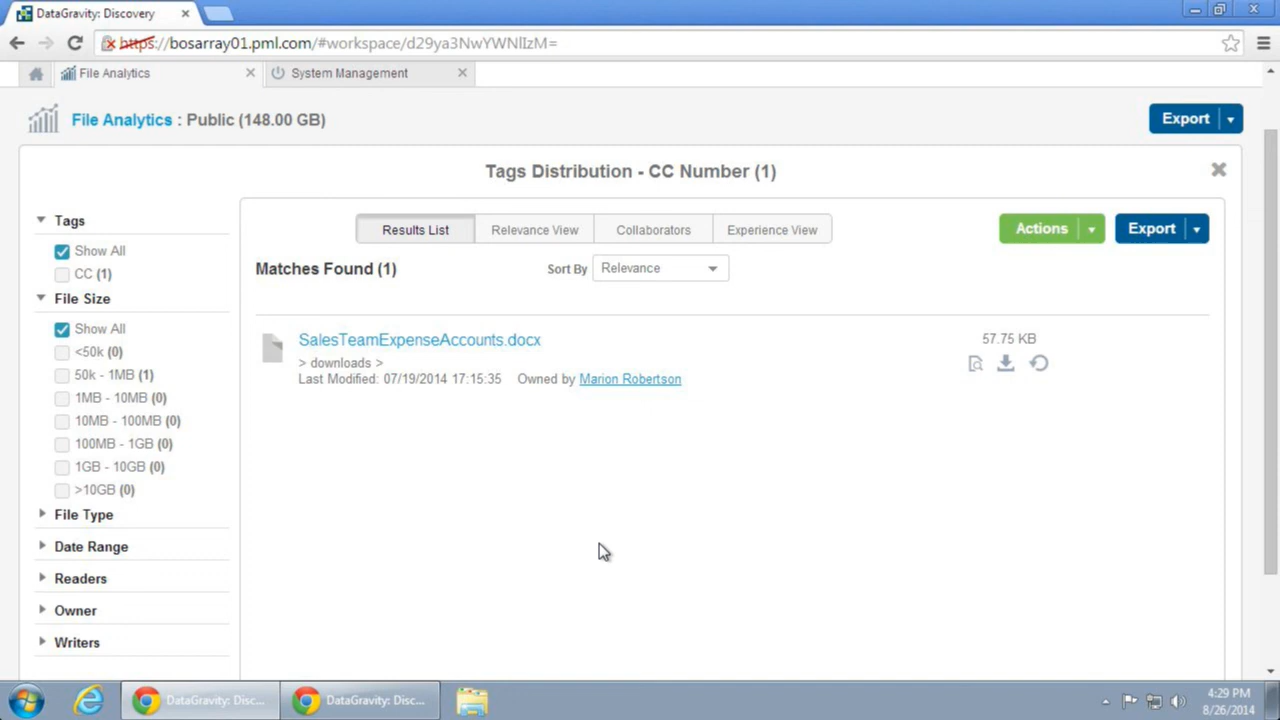 DataGravity: Discovery
https://bosarray01.pml.com/#workspace/d29ya3NwYWNlIzM=
File Analytics
System Management
File Analytics : Public (148.00 GB)
Export
Tags Distribution - CC Number (1)
Tags
Show All
CC (1)
File Size
Show All
<50k (0)
50k - 1MB (1)
1MB - 10MB (0)
10MB - 100MB (0)
100MB - 1GB (0)
1GB - 10GB (0)
>10GB (0)
File Type
Date Range
Readers
Owner
Writers
Results List
Relevance View
Collaborators
Experience View
Actions
Export
Matches Found (1)
Sort By
Relevance
SalesTeamExpenseAccounts.docx
57.75 KB
> downloads >
Last Modified: 07/19/2014 17:15:35 Owned by Marion Robertson
DataGravity: Disc...
DataGravity: Disc...
4:29 PM
8/26/2014